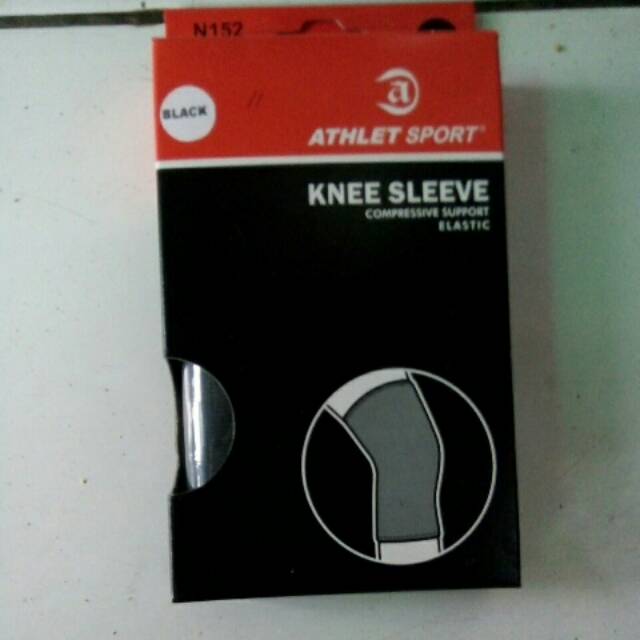 N152
BLACK
a
ATHLET SPORT®
KNEE SLEEVE
COMPRESSIVE SUPPORT
ELASTIC